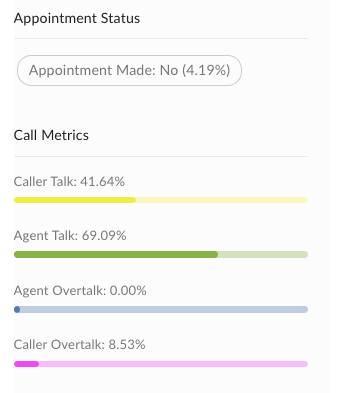 Appointment Status
Appointment Made: No (4.19%)
Call Metrics
Caller Talk: 41.64%
Agent Talk: 69.09%
Agent Overtalk: 0.00%
Caller Overtalk: 8.53%